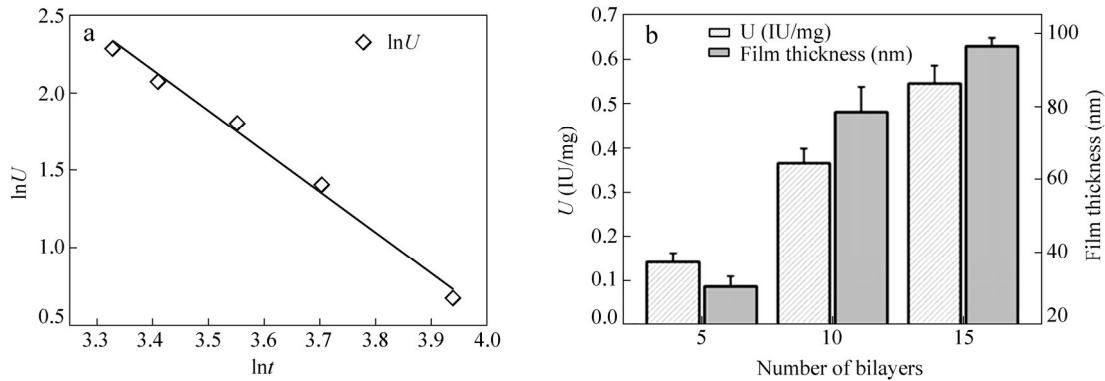 a
lnU
2.5
2.0
1.5
1.0
0.5
lnU
3.3 3.4 3.5 3.6 3.7 3.8 3.9 4.0
lnt
b
U (IU/mg)
Film thickness (nm)
0.7
0.6
0.5
0.4
0.3
0.2
0.1
0.0
U (IU/mg)
100
80
60
40
20
Film thickness (nm)
5 10 15
Number of bilayers